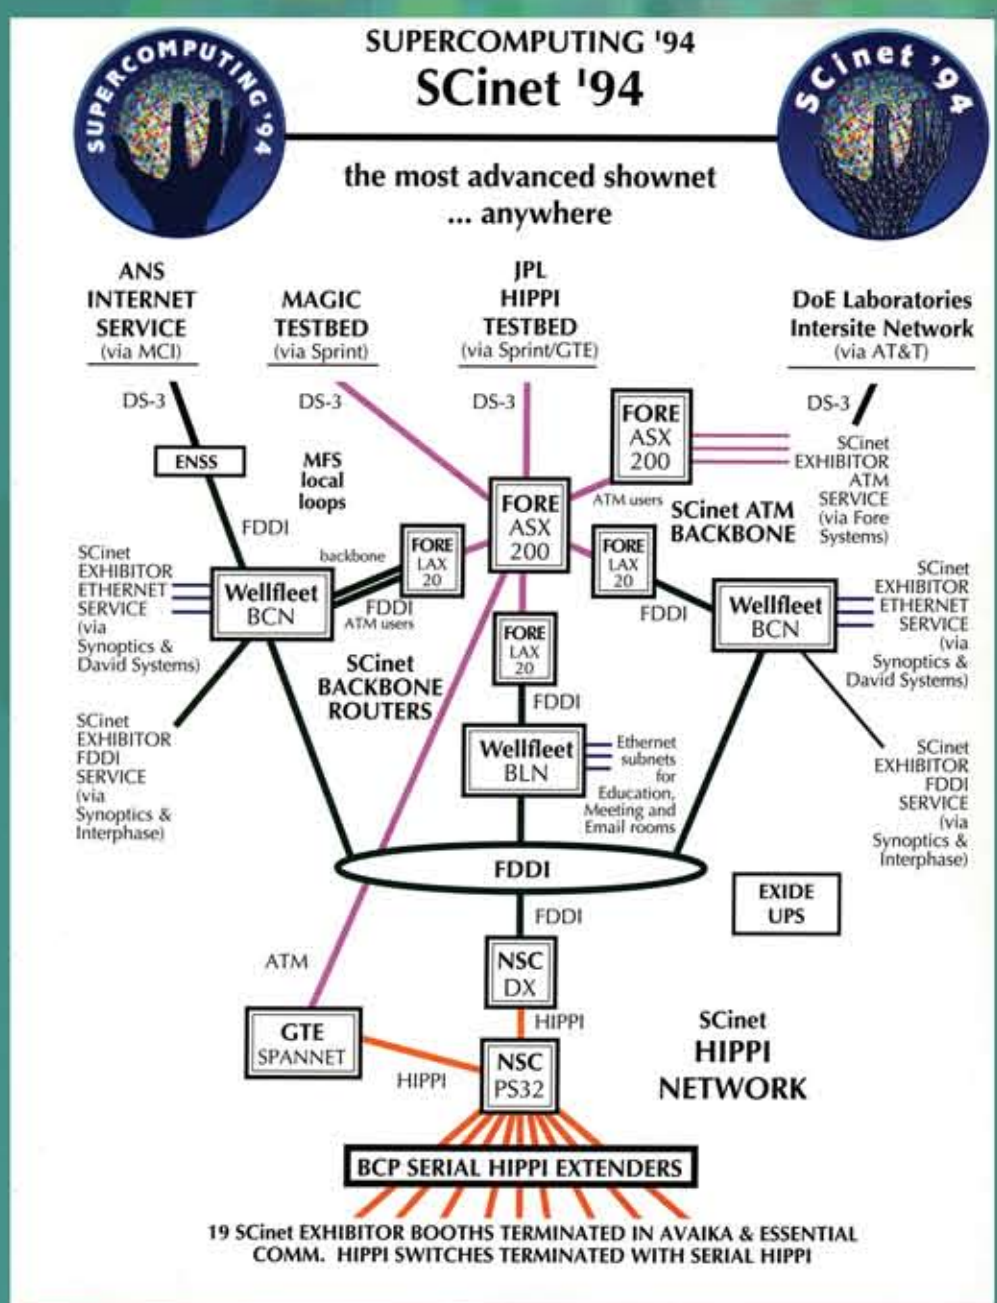 SUPERCOMPUTING '94
SUPERCOMPUTING '94
SCinet '94
SCinet '94
the most advanced shownet
... anywhere
ANS
INTERNET
SERVICE
(via MCI)
MAGIC
TESTBED
(via Sprint)
JPL
HIPPI
TESTBED
(via Sprint/GTE)
DoE Laboratories
Intersite Network
(via AT&T)
DS-3
DS-3
DS-3
DS-3
ENSS
MFS
local
loops
FORE
ASX
200
SCinet
EXHIBITOR
ATM
SERVICE
(via Fore
Systems)
ATM users
FORE
ASX
200
SCinet ATM
BACKBONE
FDDI
backbone
FORE
LAX
20
FORE
LAX
20
SCinet
EXHIBITOR
ETHERNET
SERVICE
(via
Synoptics &
David Systems)
Wellfleet
BCN
FDDI
ATM users
FDDI
Wellfleet
BCN
SCinet
EXHIBITOR
ETHERNET
SERVICE
(via
Synoptics &
David Systems)
FORE
LAX
20
SCinet
BACKBONE
ROUTERS
FDDI
SCinet
EXHIBITOR
FDDI
SERVICE
(via
Synoptics &
Interphase)
Wellfleet
BLN
Ethernet
subnets
for
Education,
Meeting and
Email rooms
SCinet
EXHIBITOR
FDDI
SERVICE
(via
Synoptics &
Interphase)
FDDI
EXIDE
UPS
FDDI
ATM
NSC
DX
HIPPI
GTE
SPANNET
HIPPI
NSC
PS32
SCinet
HIPPI
NETWORK
BCP SERIAL HIPPI EXTENDERS
19 SCinet EXHIBITOR BOOTHS TERMINATED IN AVAIKA & ESSENTIAL
COMM. HIPPI SWITCHES TERMINATED WITH SERIAL HIPPI